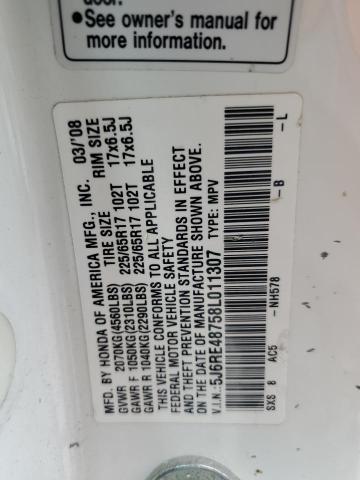 door.
•See owner's manual for
more information.
MFD. BY HONDA OF AMERICA MFG., INC. 03/'08
GVWR 2070KG(4560LBS) TIRE SIZE RIM SIZE
GAWR F 1050KG(2310LBS) 225/65R17 102T 17x6.5J
GAWR R 1040KG(2290LBS) 225/65R17 102T 17x6.5J
THIS VEHICLE CONFORMS TO ALL APPLICABLE
FEDERAL MOTOR VEHICLE SAFETY
AND THEFT PREVENTION STANDARDS IN EFFECT
ON THE DATE OF MANUFACTURE SHOWN ABOVE.
V.I.N.:5J6RE48758L011307 TYPE: MPV
-NH578 -B -L
SXS 8 AC5